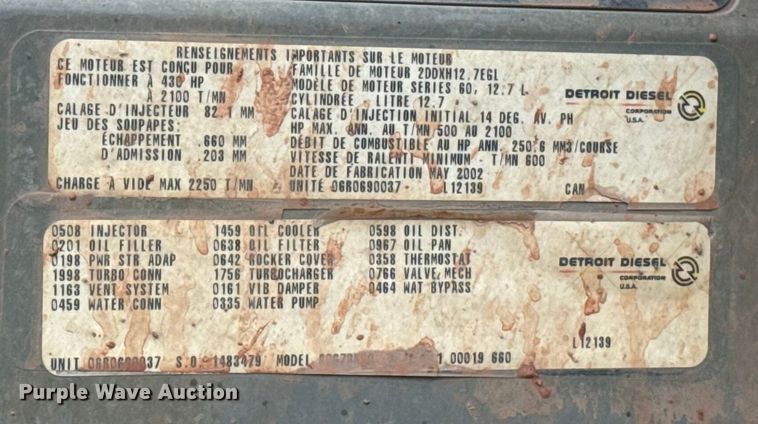 RENSEIGNEMENTS IMPORTANTS SUR LE MOTEUR
CE MOTEUR EST CONÇU POUR
FONCTIONNER À 430 HP
À 2100 T/MN
CALAGE D'INJECTEUR 82.1 MM
JEU DES SOUPAPES:
ÉCHAPPEMENT .660 MM
D'ADMISSION .203 MM
CHARGE À VIDE MAX 2250 T/MN
FAMILLE DE MOTEUR 2DDXH12.7EGL
MODÈLE DE MOTEUR SERIES 60, 12.7 L
CYLINDRÉE LITRE 12.7
CALAGE D'INJECTION INITIAL 14 DEG. AV. PH
HP MAX. ANN. AU T/MN 500 AU 2100
DÉBIT DE COMBUSTIBLE AU HP ANN. 250.6 MM3/COURSE
VITESSE DE RALENTI MINIMUM - T/MN 600
DATE DE FABRICATION MAY 2002
UNITÉ 06R0690037 L12139 CAN
DETROIT DIESEL
CORPORATION
U.S.A.
0508 INJECTOR 1459 OIL COOLER 0598 OIL DIST.
0201 OIL FILLER 0638 OIL FILTER 0967 OIL PAN
0198 PWR STR ADAP 0642 ROCKER COVER 0358 THERMOSTAT
1998 TURBO CONN 1756 TURBOCHARGER 0766 VALVE MECH
1163 VENT SYSTEM 0161 VIB DAMPER 0464 WAT BYPASS
0459 WATER CONN 0335 WATER PUMP
DETROIT DIESEL
CORPORATION
U.S.A.
L12139
UNIT 06R0690037 S.O. 1483479 MODEL 00019 660
Purple Wave Auction